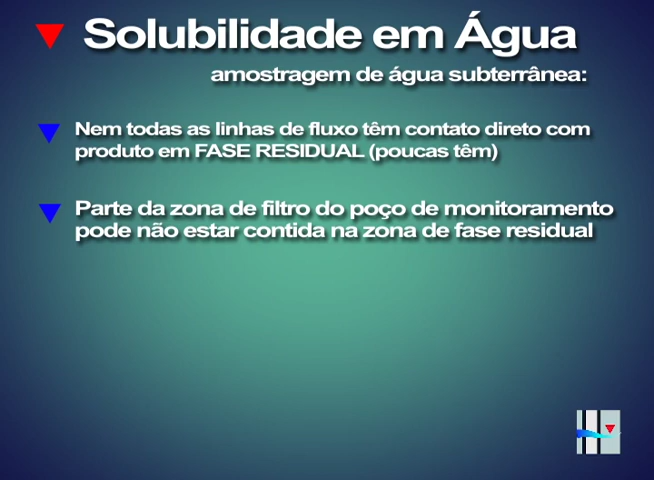 Solubilidade em Água
amostragem de água subterrânea:
Nem todas as linhas de fluxo têm contato direto com
produto em FASE RESIDUAL (poucas têm)
Parte da zona de filtro do poço de monitoramento
pode não estar contida na zona de fase residual